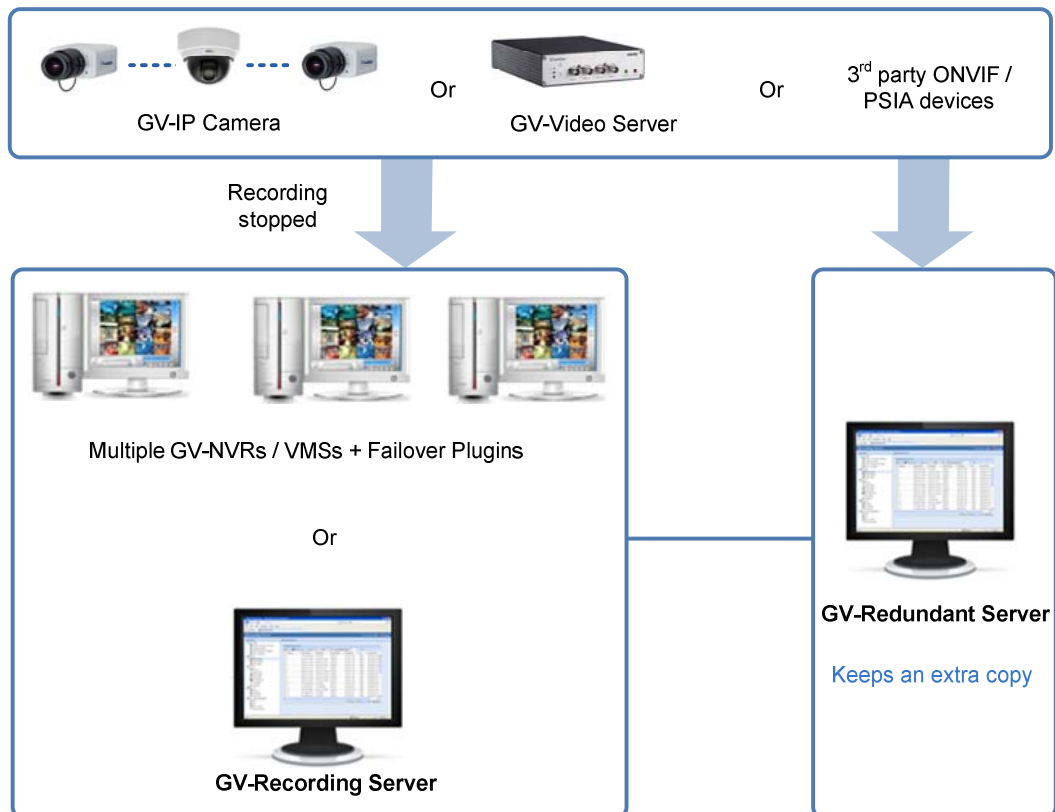 GV-IP Camera
Or
GV-Video Server
Or
3rd party ONVIF /
PSIA devices
Recording
stopped
Multiple GV-NVRs / VMSs + Failover Plugins
Or
GV-Recording Server
GV-Redundant Server
Keeps an extra copy